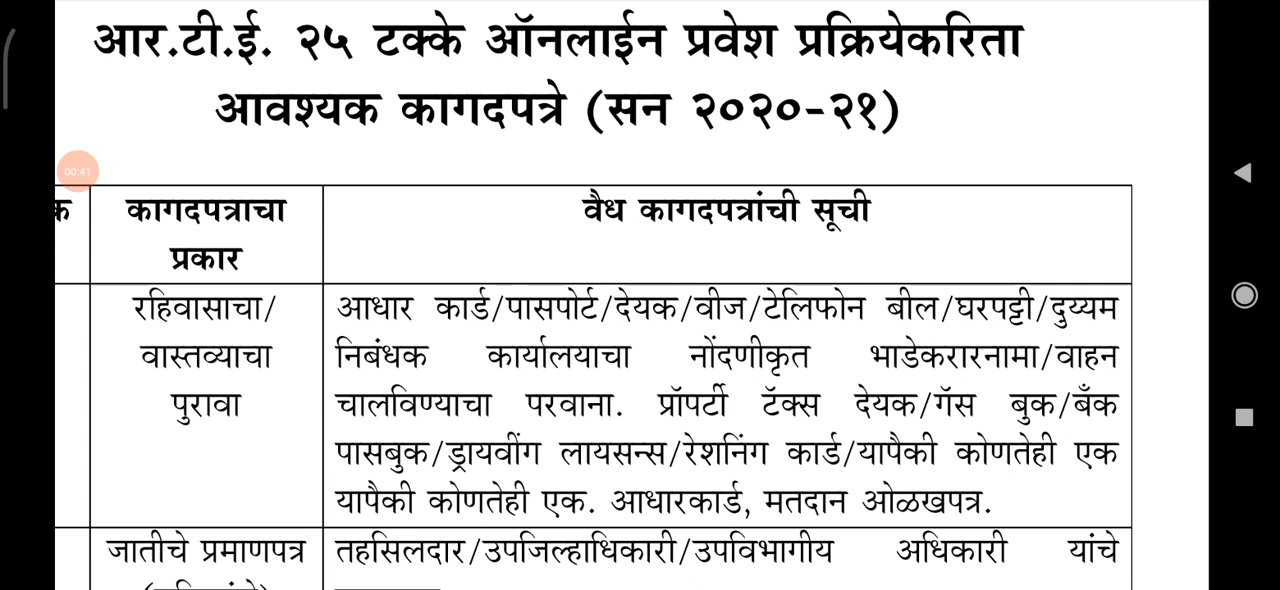 आर.टी.ई. २५ टक्के ऑनलाईन प्रवेश प्रक्रियेकरिता
आवश्यक कागदपत्रे (सन २०२०-२१)
00:41
क
कागदपत्राचा
प्रकार
वैध कागदपत्रांची सूची
रहिवासाचा/
वास्तव्याचा
पुरावा
आधार कार्ड/पासपोर्ट/देयक/वीज/टेलिफोन बील/घरपट्टी/दुय्यम
निबंधक कार्यालयाचा नोंदणीकृत भाडेकरारनामा/वाहन
चालविण्याचा परवाना. प्रॉपर्टी टॅक्स देयक/गॅस बुक/बँक
पासबुक/ड्रायवींग लायसन्स/रेशनिंग कार्ड/यापैकी कोणतेही एक
यापैकी कोणतेही एक. आधारकार्ड, मतदान ओळखपत्र.
जातीचे प्रमाणपत्र
तहसिलदार/उपजिल्हाधिकारी/उपविभागीय अधिकारी यांचे